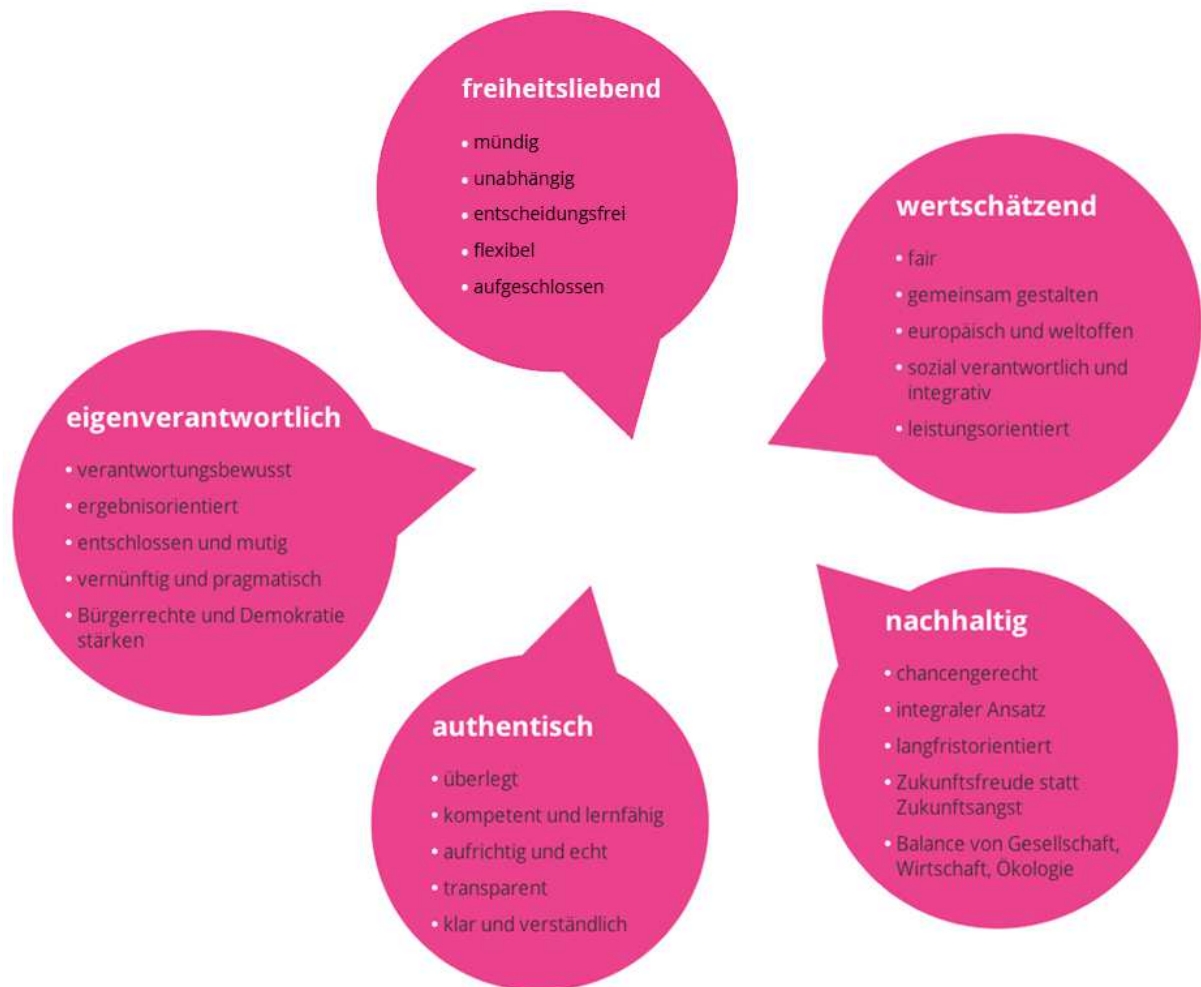 freiheitsliebend
• mündig
• unabhängig
• entscheidungsfrei
• flexibel
• aufgeschlossen
wertschätzend
• fair
• gemeinsam gestalten
• europäisch und weltoffen
• sozial verantwortlich und
integrativ
• leistungsorientiert
eigenverantwortlich
• verantwortungsbewusst
• ergebnisorientiert
• entschlossen und mutig
• vernünftig und pragmatisch
• Bürgerrechte und Demokratie
stärken
nachhaltig
• chancengerecht
• integraler Ansatz
• langfristorientiert
• Zukunftsfreude statt
Zukunftsangst
• Balance von Gesellschaft,
Wirtschaft, Ökologie
authentisch
• überlegt
• kompetent und lernfähig
• aufrichtig und echt
• transparent
• klar und verständlich